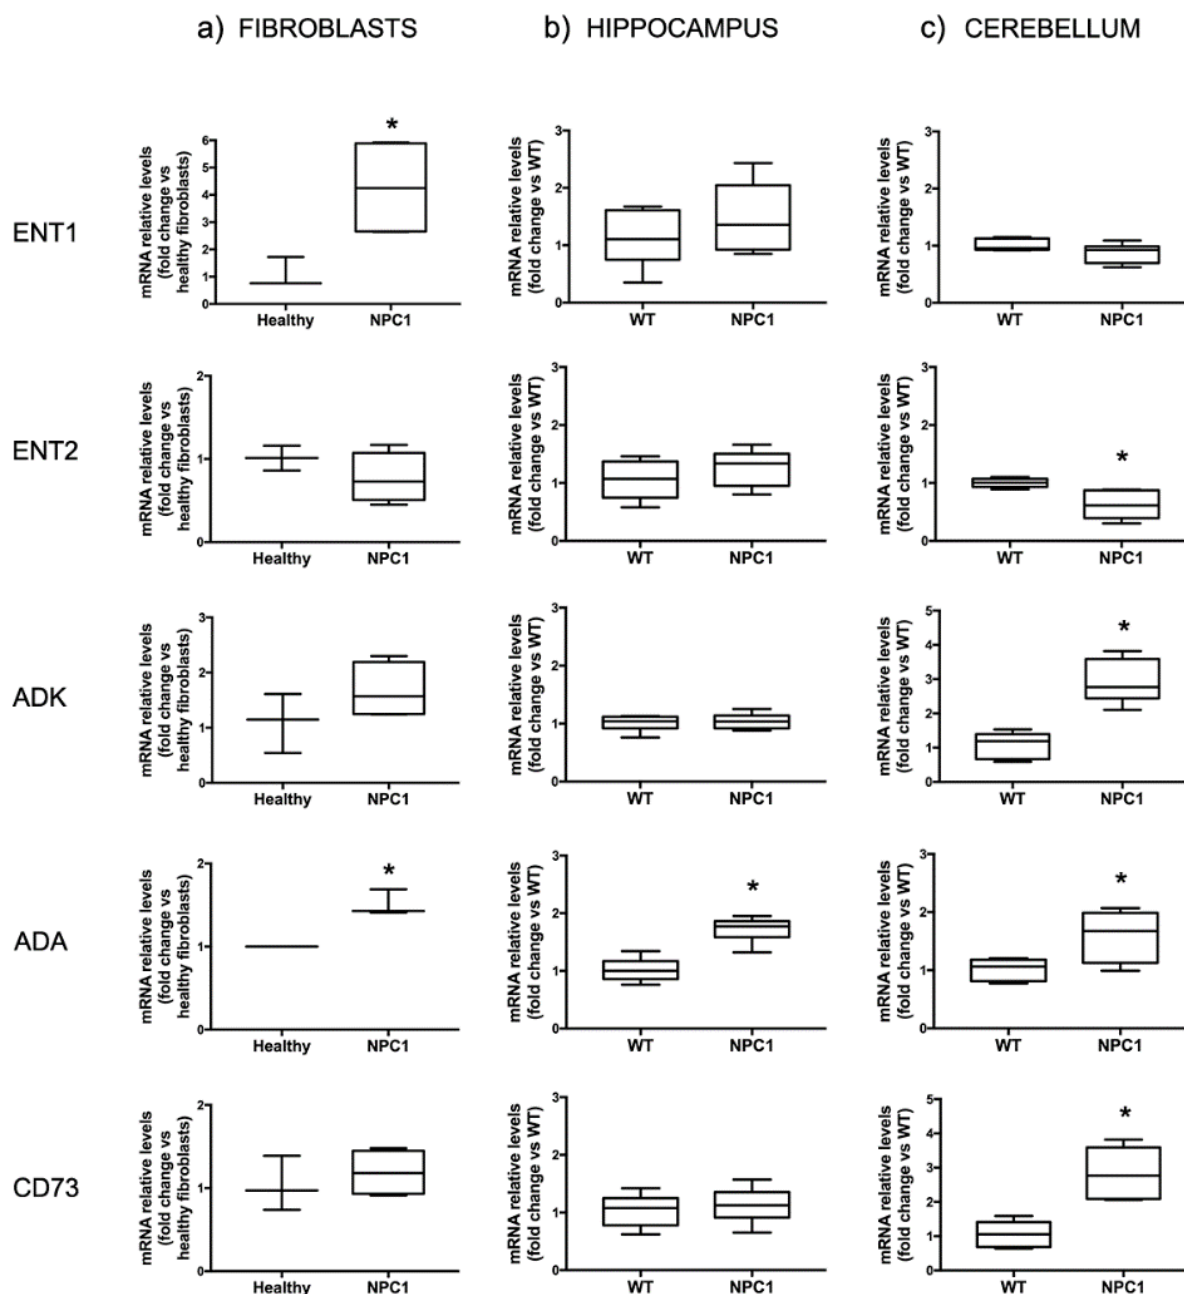 a) FIBROBLASTS b) HIPPOCAMPUS c) CEREBELLUM
ENT1
mRNA relative levels
(fold change vs
healthy fibroblasts)
6
5
4
3
2
1
0
*
Healthy NPC1
mRNA relative levels
(fold change vs WT)
3
2
1
0
WT NPC1
mRNA relative levels
(fold change vs WT)
3
2
1
0
WT NPC1
ENT2
mRNA relative levels
(fold change vs
healthy fibroblasts)
2
1
0
Healthy NPC1
mRNA relative levels
(fold change vs WT)
3
2
1
0
WT NPC1
mRNA relative levels
(fold change vs WT)
3
2
1
0
*
WT NPC1
ADK
mRNA relative levels
(fold change vs
healthy fibroblasts)
3
2
1
0
Healthy NPC1
mRNA relative levels
(fold change vs WT)
3
2
1
0
WT NPC1
mRNA relative levels
(fold change vs WT)
5
4
3
2
1
0
*
WT NPC1
ADA
mRNA relative levels
(fold change vs
healthy fibroblasts)
2
1
0
*
Healthy NPC1
mRNA relative levels
(fold change vs WT)
3
2
1
0
*
WT NPC1
mRNA relative levels
(fold change vs WT)
3
2
1
0
*
WT NPC1
CD73
mRNA relative levels
(fold change vs
healthy fibroblasts)
2
1
0
Healthy NPC1
mRNA relative levels
(fold change vs WT)
3
2
1
0
WT NPC1
mRNA relative levels
(fold change vs WT)
5
4
3
2
1
0
*
WT NPC1